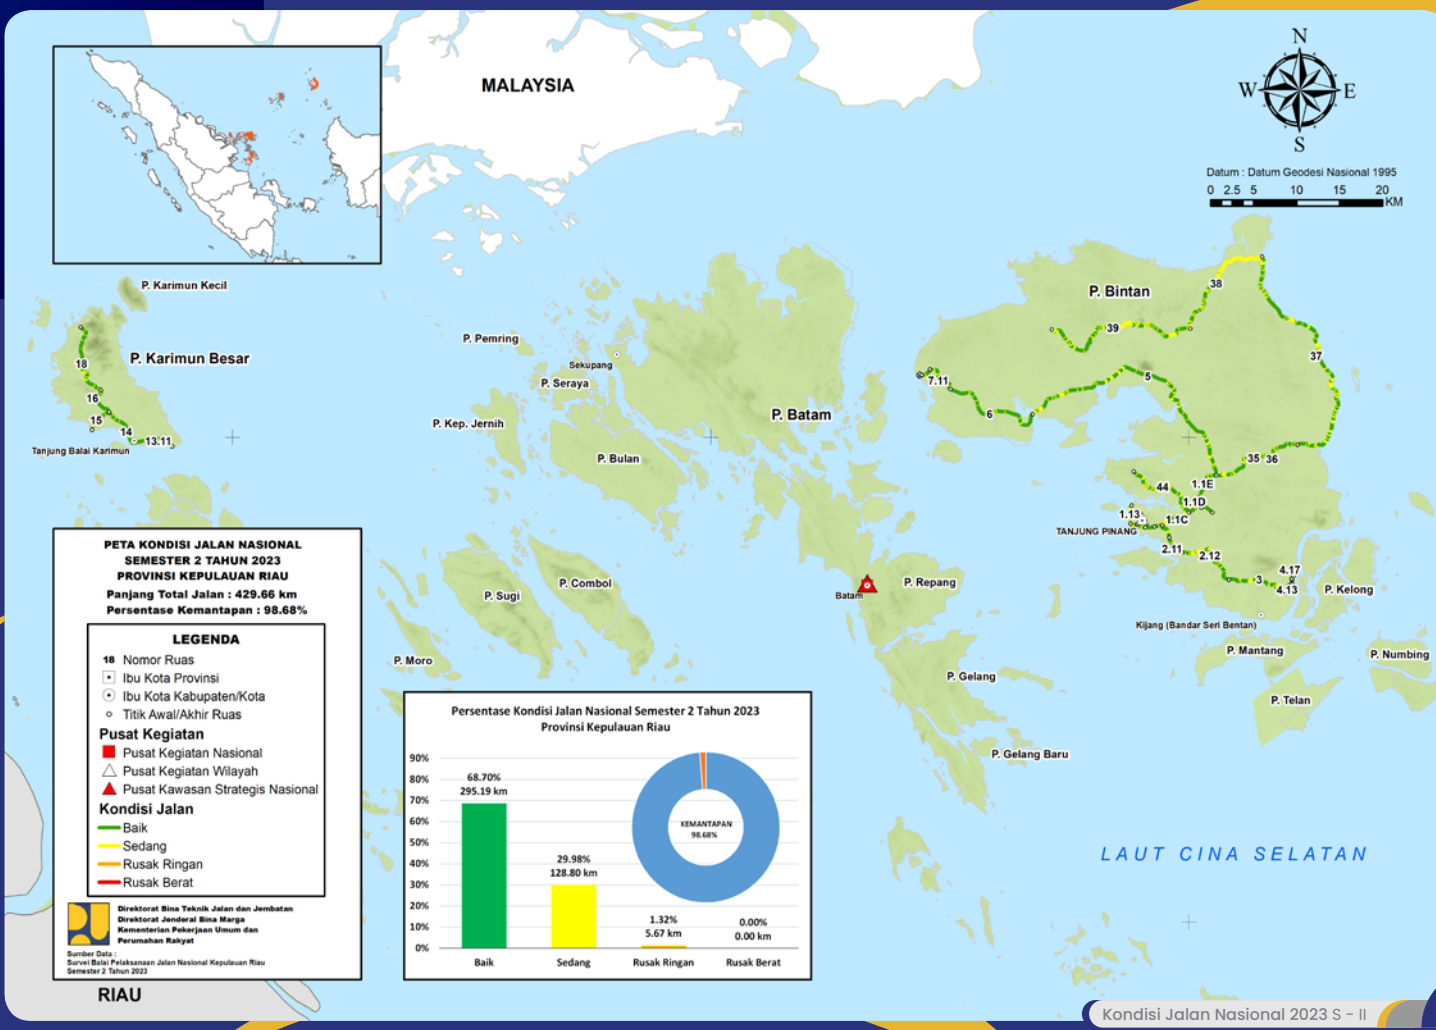 MALAYSIA
N
W
E
S
Datum : Datum Geodesi Nasional 1995
0 2.5 5 10 15 20
KM
P. Karimun Kecil
P. Karimun Besar
18
16
15
14
13.11
Tanjung Balai Karimun
P. Pemring
Sekupang
P. Seraya
P. Kep. Jernih
P. Batam
P. Bulan
P. Bintan
38
39
37
7.11
5
6
35 36
1.1E
44
1.1D
1.13
1.1C
TANJUNG PINANG
2.11
2.12
4.17
3
4.13
P. Kelong
Kijang (Bandar Seri Bentan)
P. Mantang
P. Numbing
P. Telan
P. Combol
P. Sugi
P. Moro
Batam
P. Repang
P. Gelang
P. Gelang Baru
LAUT CINA SELATAN
RIAU
PETA KONDISI JALAN NASIONAL
SEMESTER 2 TAHUN 2023
PROVINSI KEPULAUAN RIAU
Panjang Total Jalan : 429.66 km
Persentase Kemantapan : 98.68%
LEGENDA
18 Nomor Ruas
Ibu Kota Provinsi
Ibu Kota Kabupaten/Kota
Titik Awal/Akhir Ruas
Pusat Kegiatan
Pusat Kegiatan Nasional
Pusat Kegiatan Wilayah
Pusat Kawasan Strategis Nasional
Kondisi Jalan
Baik
Sedang
Rusak Ringan
Rusak Berat
Direktorat Bina Teknik Jalan dan Jembatan
Direktorat Jenderal Bina Marga
Kementerian Pekerjaan Umum dan
Perumahan Rakyat
Sumber Data :
Survei Balai Pelaksanaan Jalan Nasional Kepulauan Riau
Semester 2 Tahun 2023
Persentase Kondisi Jalan Nasional Semester 2 Tahun 2023
Provinsi Kepulauan Riau
90%
80%
70%
60%
50%
40%
30%
20%
10%
0%
68.70%
295.19 km
29.98%
128.80 km
1.32%
5.67 km
0.00%
0.00 km
KEMANTAPAN
98.68%
Baik Sedang Rusak Ringan Rusak Berat
Kondisi Jalan Nasional 2023 S - II